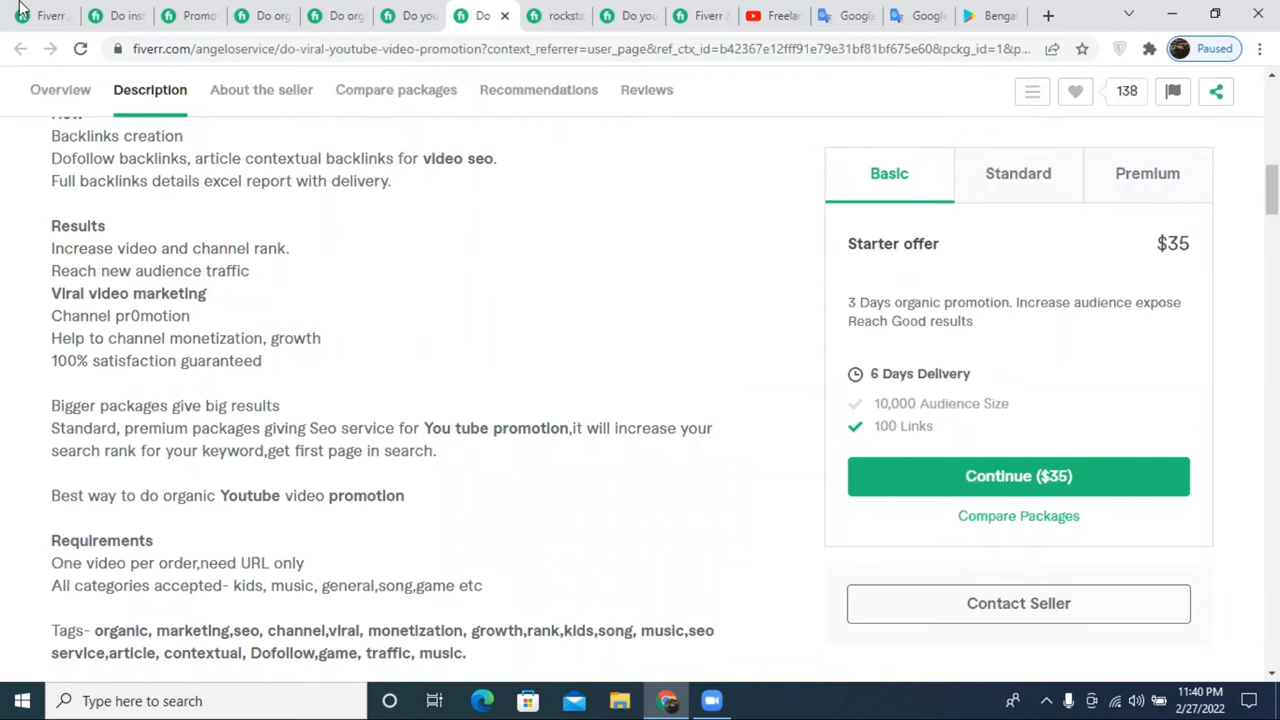 Fiverr
Do inst
Promo
Do org
Do org
Do you
Do
rocksta
Do you
Fiverr A
Freelan
Google
Google
Bengal
fiverr.com/angeloservice/do-viral-youtube-video-promotion?context_referrer=user_page&ref_ctx_id=b42367e12fff91e79e31bf81bf675e60&pckg_id=1&p...
Paused
Overview
Description
About the seller
Compare packages
Recommendations
Reviews
138
Backlinks creation
Dofollow backlinks, article contextual backlinks for video seo.
Full backlinks details excel report with delivery.
Results
Increase video and channel rank.
Reach new audience traffic
Viral video marketing
Channel pr0motion
Help to channel monetization, growth
100% satisfaction guaranteed
Bigger packages give big results
Standard, premium packages giving Seo service for You tube promotion,it will increase your
search rank for your keyword,get first page in search.
Best way to do organic Youtube video promotion
Requirements
One video per order,need URL only
All categories accepted- kids, music, general,song,game etc
Tags- organic, marketing,seo, channel,viral, monetization, growth,rank,kids,song, music,seo
service,article, contextual, Dofollow,game, traffic, music.
Basic
Standard
Premium
Starter offer
$35
3 Days organic promotion. Increase audience expose
Reach Good results
6 Days Delivery
10,000 Audience Size
100 Links
Continue ($35)
Compare Packages
Contact Seller
Type here to search
11:40 PM
2/27/2022